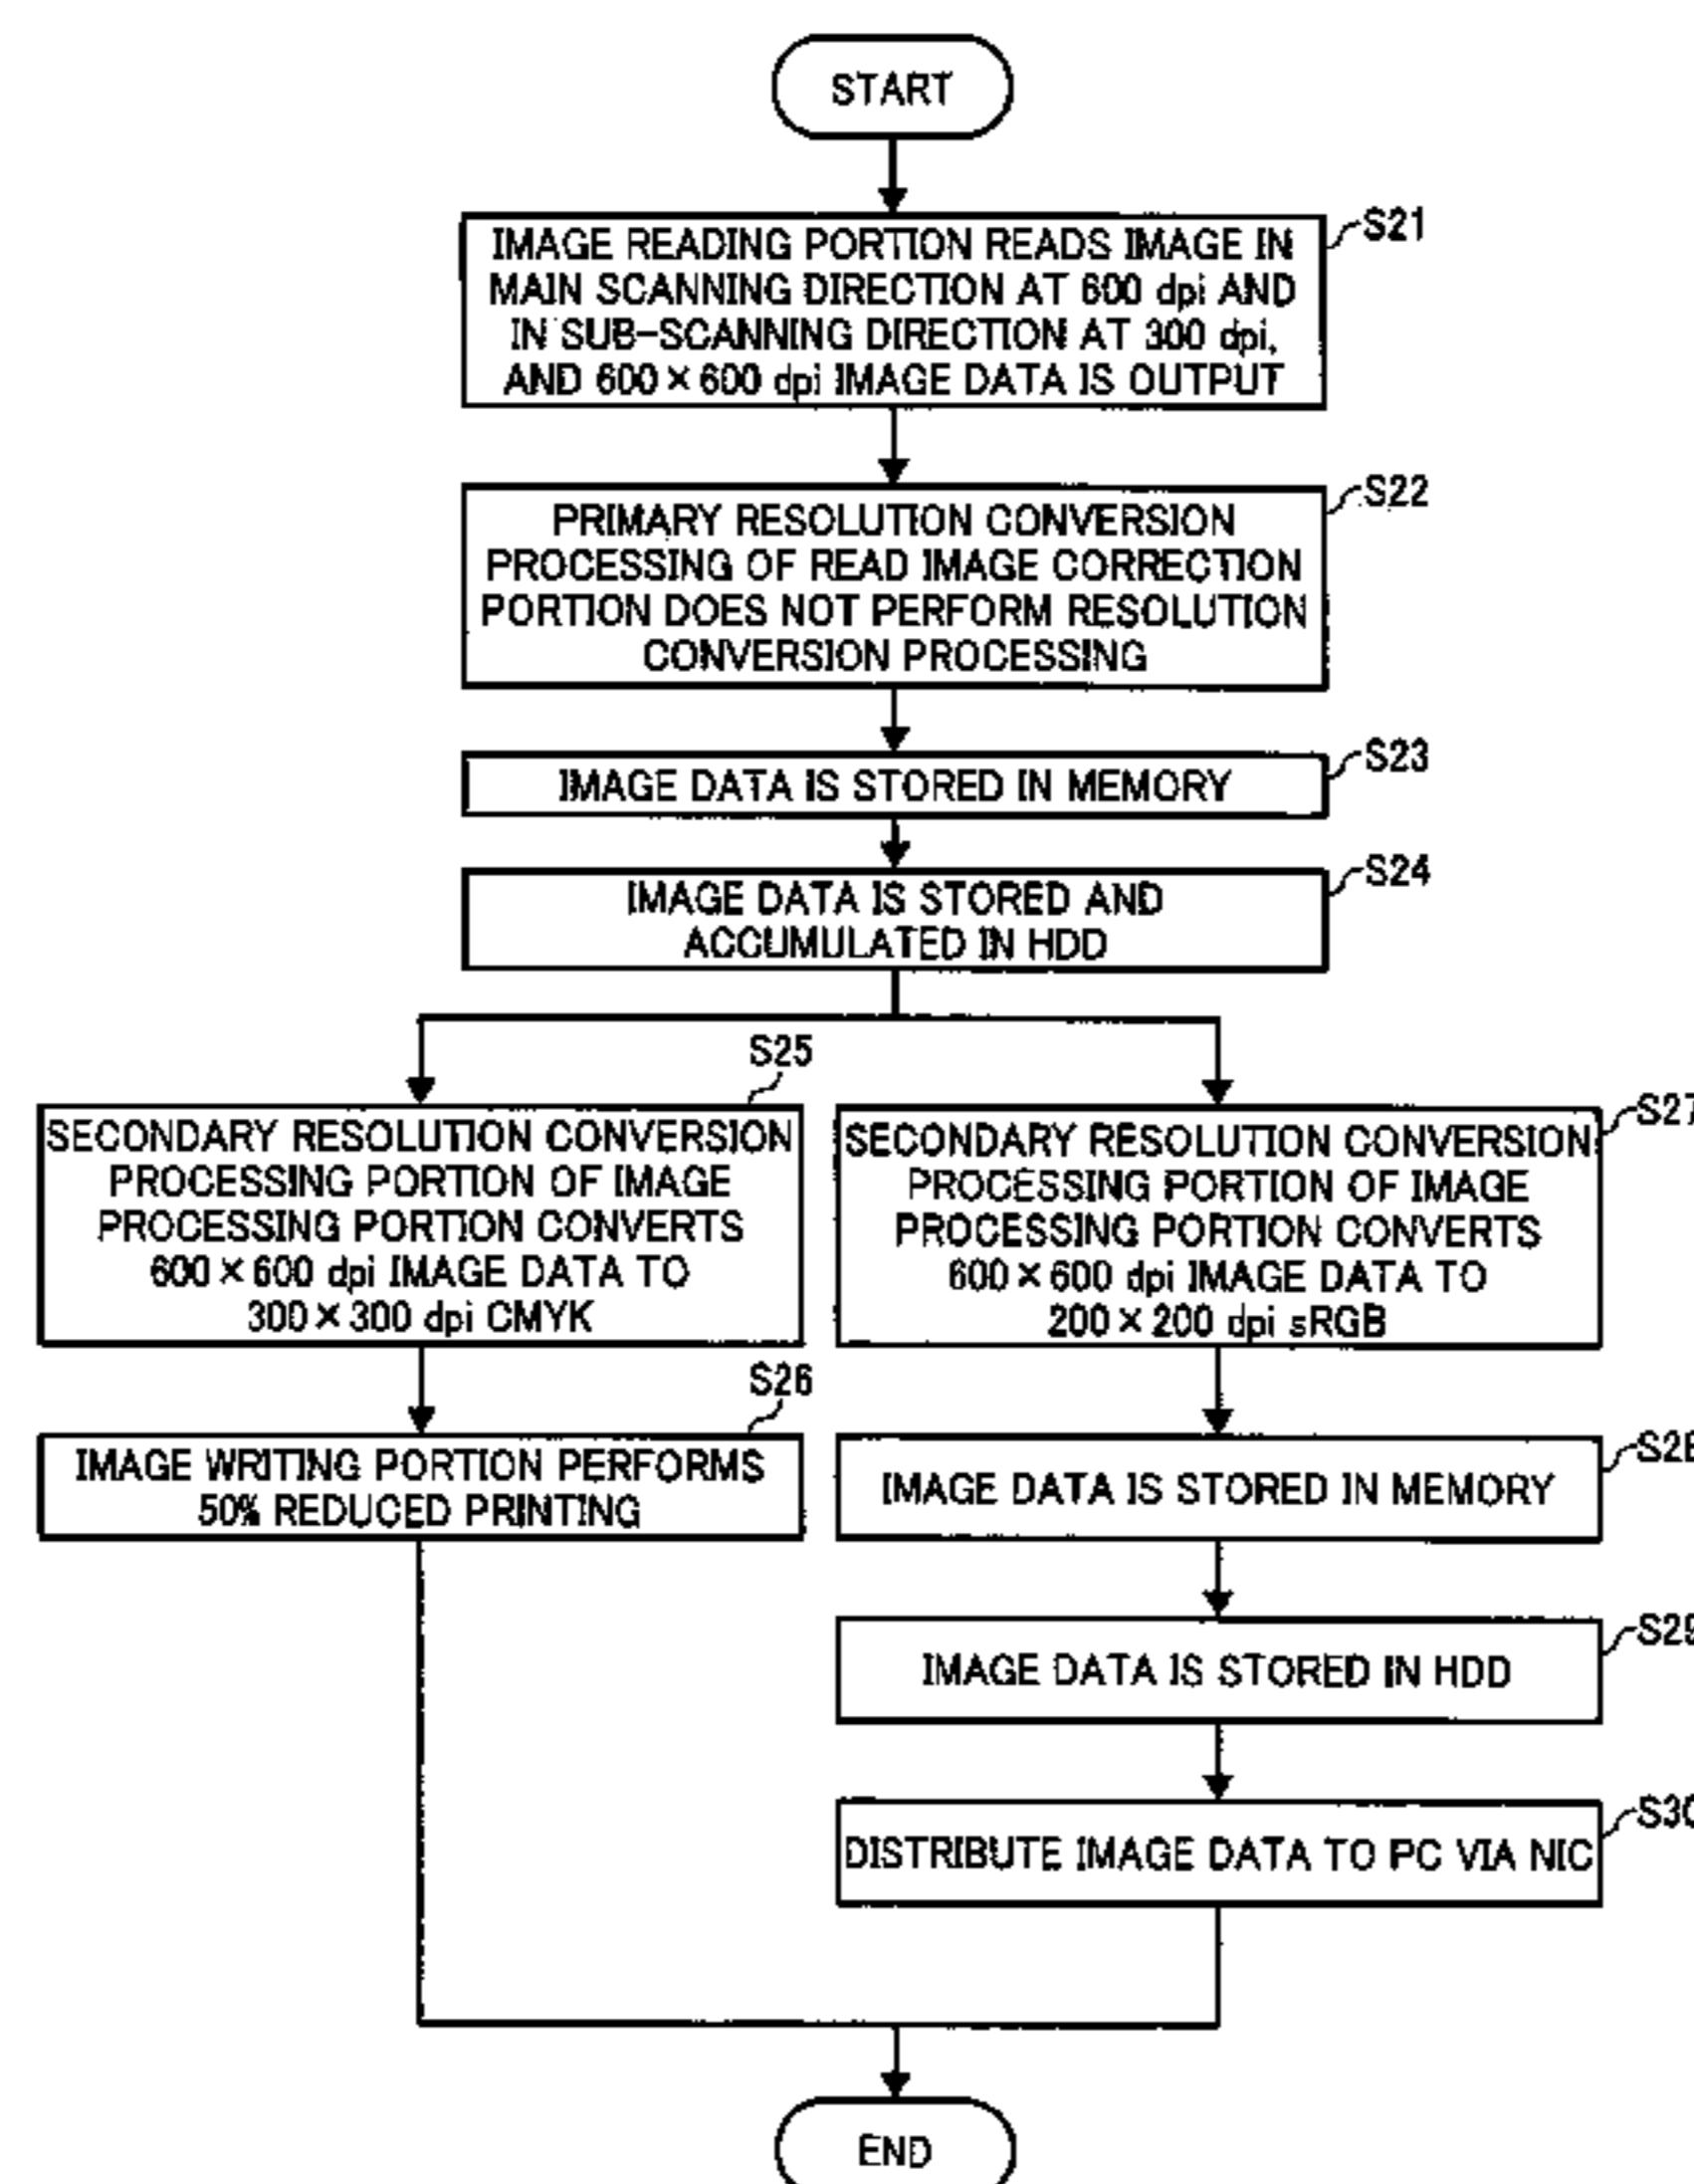 START
S21
IMAGE READING PORTION READS IMAGE IN
MAIN SCANNING DIRECTION AT 600 dpi AND
IN SUB-SCANNING DIRECTION AT 300 dpi,
AND 600×600 dpi IMAGE DATA IS OUTPUT
S22
PRIMARY RESOLUTION CONVERSION
PROCESSING OF READ IMAGE CORRECTION
PORTION DOES NOT PERFORM RESOLUTION
CONVERSION PROCESSING
S23
IMAGE DATA IS STORED IN MEMORY
S24
IMAGE DATA IS STORED AND
ACCUMULATED IN HDD
S25
SECONDARY RESOLUTION CONVERSION
PROCESSING PORTION OF IMAGE
PROCESSING PORTION CONVERTS
600×600 dpi IMAGE DATA TO
300×300 dpi CMYK
S26
IMAGE WRITING PORTION PERFORMS
50% REDUCED PRINTING
S27
SECONDARY RESOLUTION CONVERSION
PROCESSING PORTION OF IMAGE
PROCESSING PORTION CONVERTS
600×600 dpi IMAGE DATA TO
200×200 dpi sRGB
S28
IMAGE DATA IS STORED IN MEMORY
S29
IMAGE DATA IS STORED IN HDD
S30
DISTRIBUTE IMAGE DATA TO PC VIA NIC
END